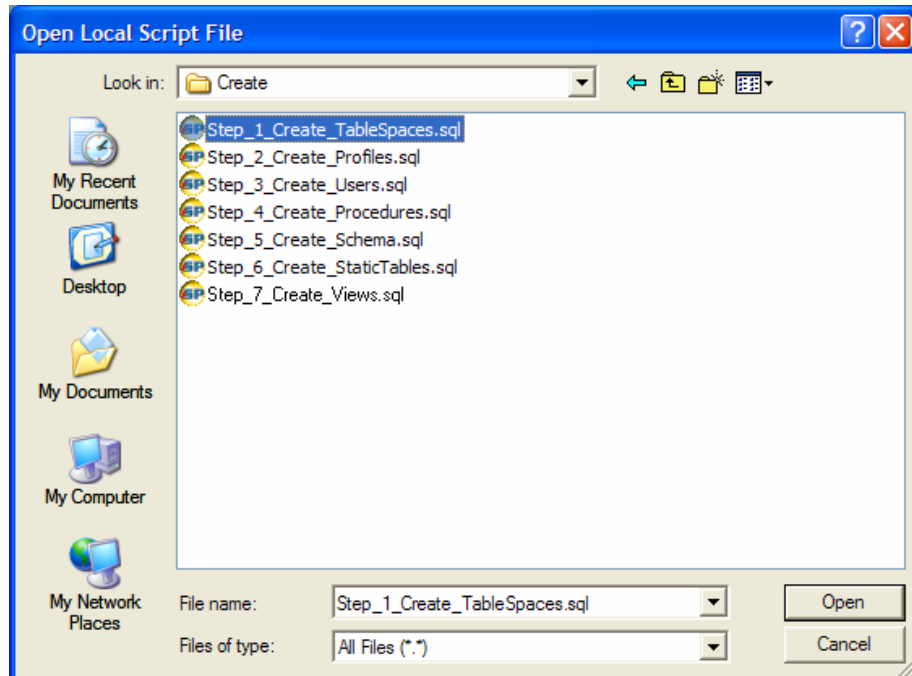 Open Local Script File
Look in: Create
Step_1_Create_TableSpaces.sql
Step_2_Create_Profiles.sql
Step_3_Create_Users.sql
Step_4_Create_Procedures.sql
Step_5_Create_Schema.sql
Step_6_Create_StaticTables.sql
Step_7_Create_Views.sql
My Recent
Documents
Desktop
My Documents
My Computer
My Network
Places
File name: Step_1_Create_TableSpaces.sql Open
Files of type: All Files (*.*) Cancel